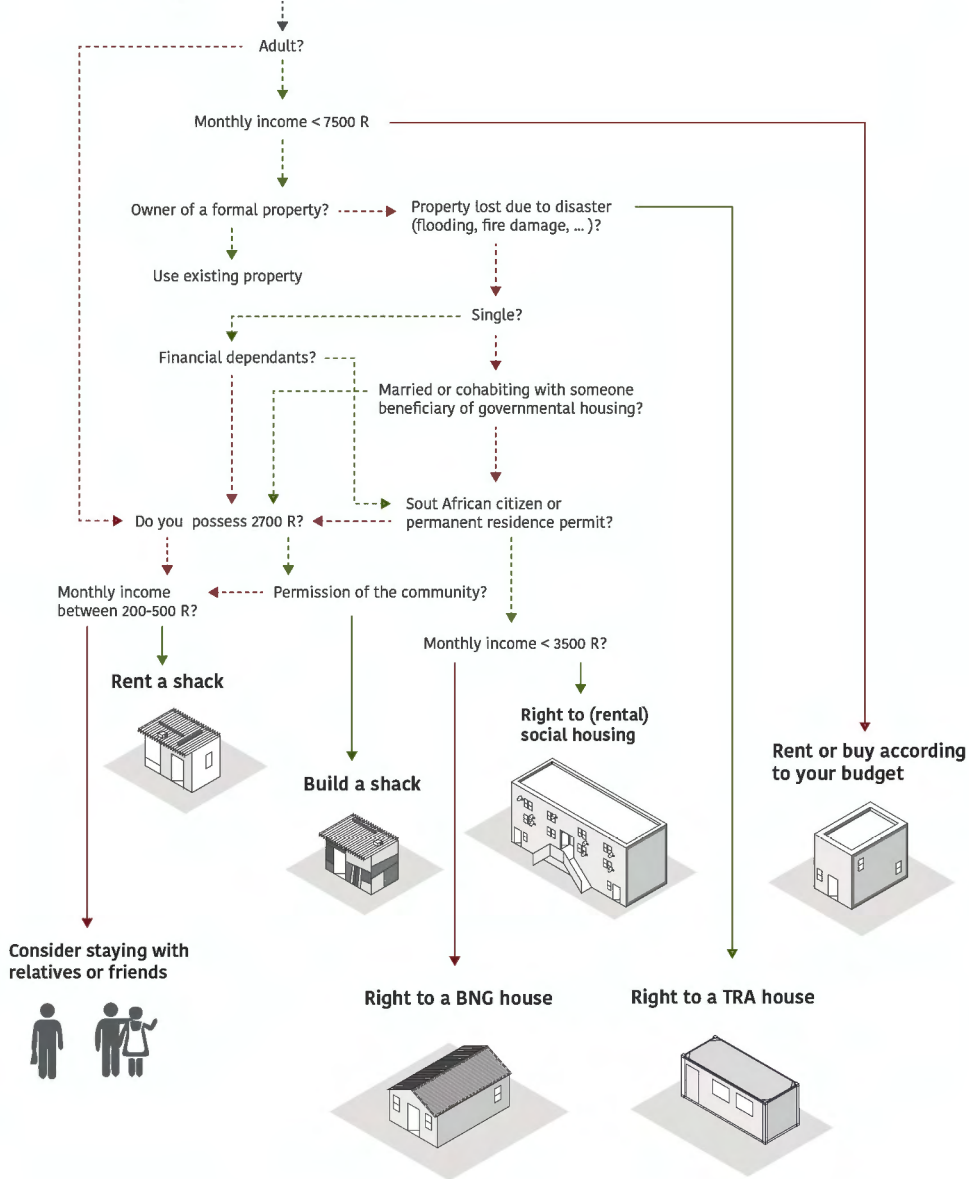 Adult?
Monthly income < 7500 R
Owner of a formal property?
Property lost due to disaster
(flooding, fire damage, ... )?
Use existing property
Single?
Financial dependants?
Married or cohabiting with someone
beneficiary of governmental housing?
Sout African citizen or
permanent residence permit?
Do you possess 2700 R?
Monthly income
between 200-500 R?
Permission of the community?
Monthly income < 3500 R?
Rent a shack
Right to (rental)
social housing
Rent or buy according
to your budget
Build a shack
Consider staying with
relatives or friends
Right to a BNG house
Right to a TRA house